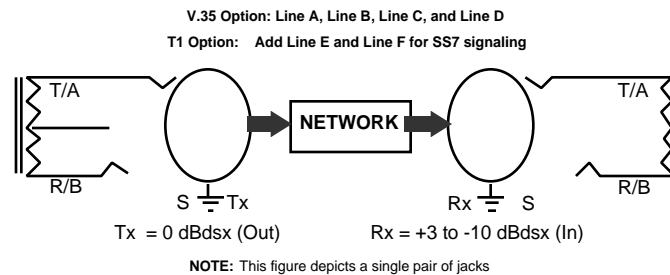 V.35 Option: Line A, Line B, Line C, and Line D
T1 Option: Add Line E and Line F for SS7 signaling
T/A
T/A
NETWORK
R/B
R/B
S Tx
Rx S
Tx = 0 dBdsx (Out)
Rx = +3 to -10 dBdsx (In)
NOTE: This figure depicts a single pair of jacks